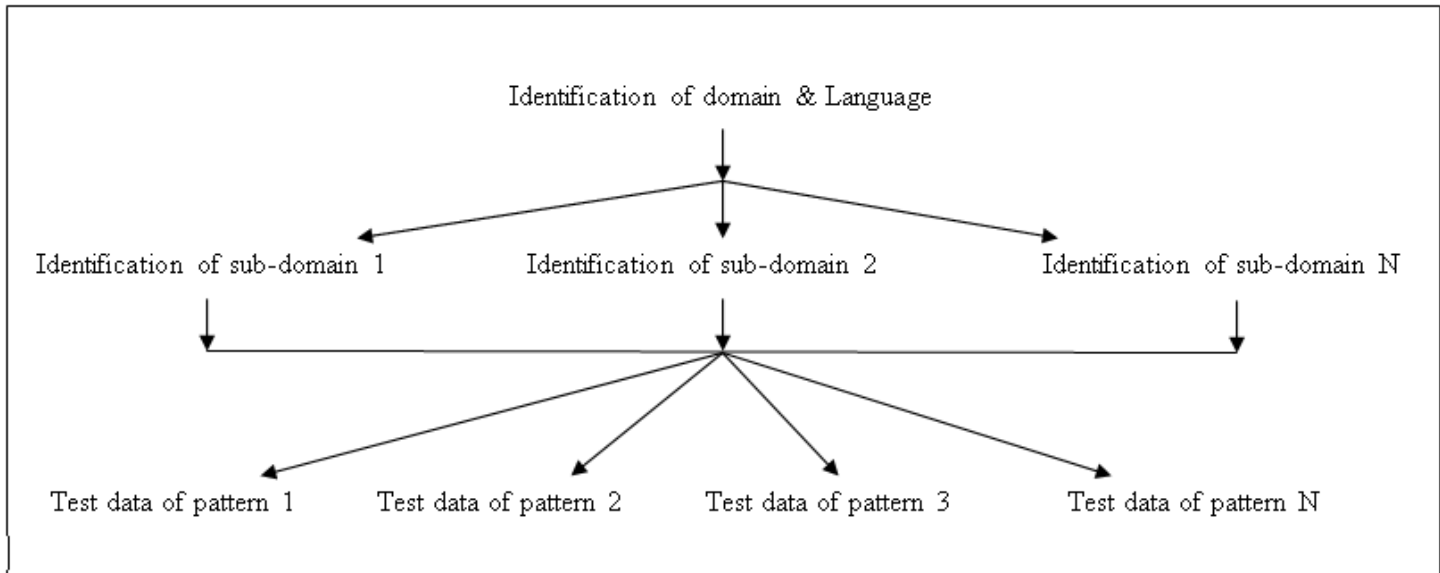 Identification of domain & Language
Identification of sub-domain 1
Identification of sub-domain 2
Identification of sub-domain N
Test data of pattern 1
Test data of pattern 2
Test data of pattern 3
Test data of pattern N